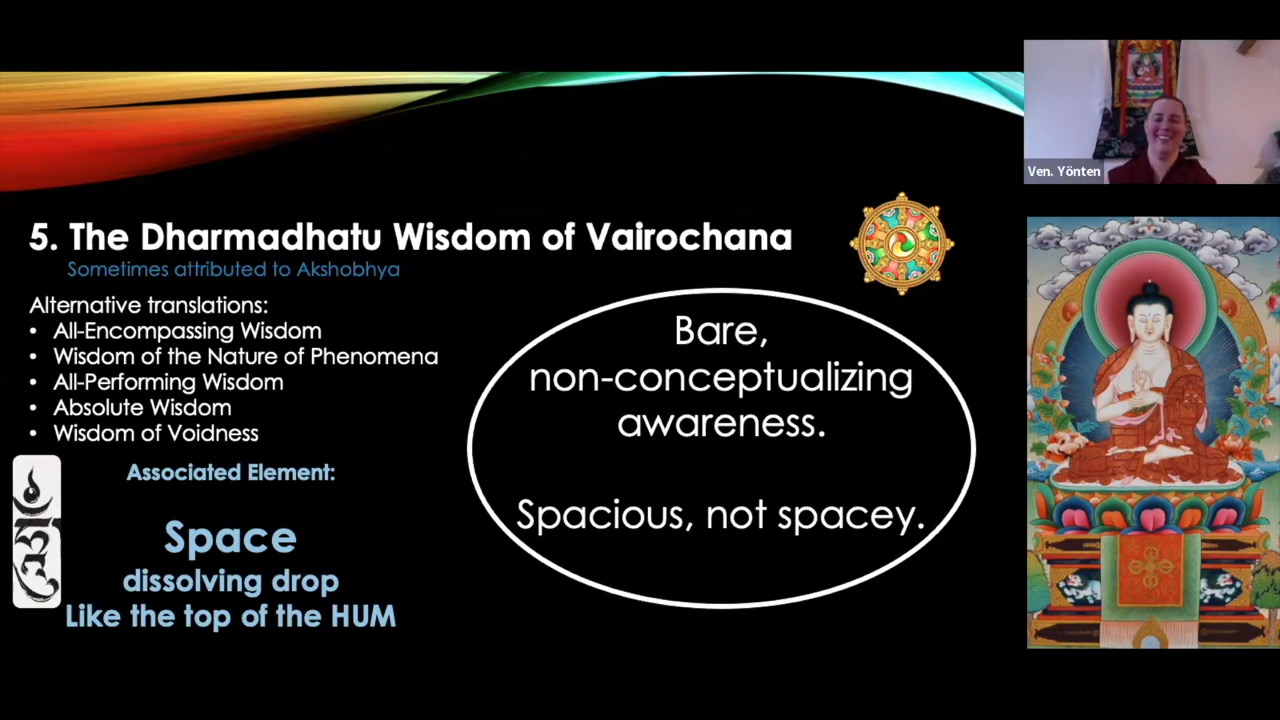 Ven. Yönten
5. The Dharmadhatu Wisdom of Vairochana
Sometimes attributed to Akshobhya
Alternative translations:
• All-Encompassing Wisdom
• Wisdom of the Nature of Phenomena
• All-Performing Wisdom
• Absolute Wisdom
• Wisdom of Voidness
Associated Element:
Space
dissolving drop
Like the top of the HUM
Bare,
non-conceptualizing
awareness.
Spacious, not spacey.